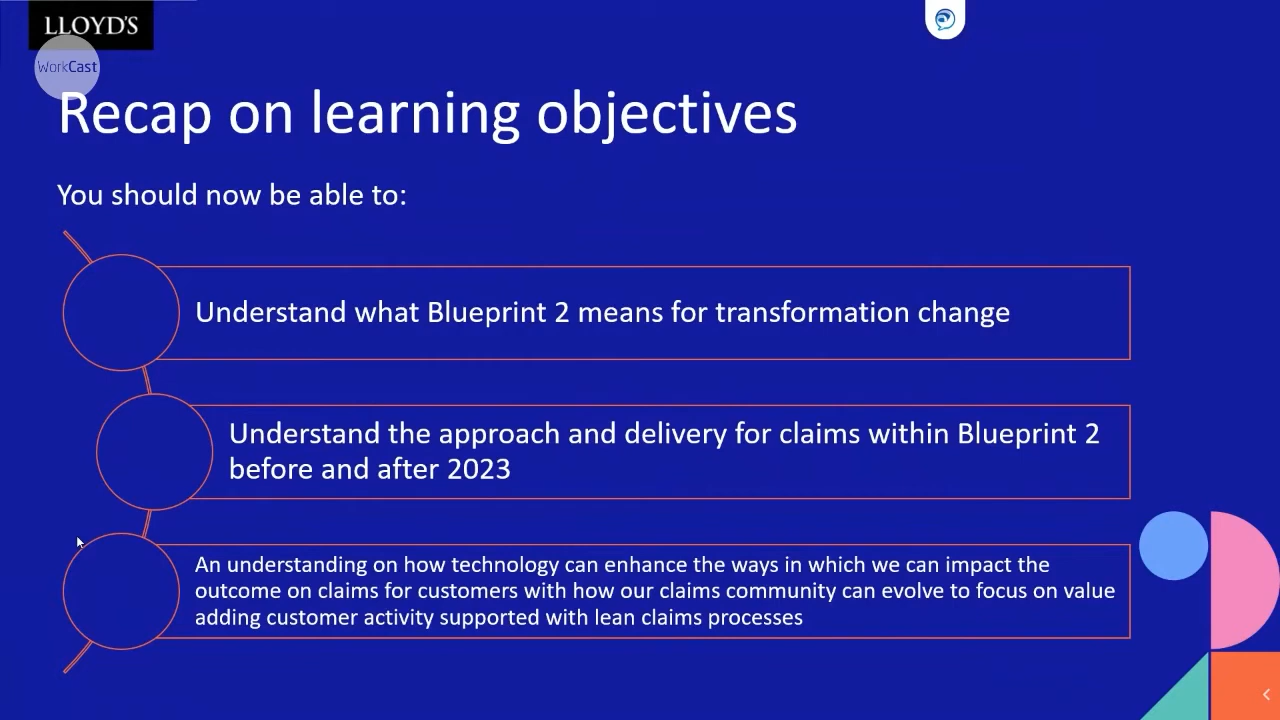 LLOYD'S
WorkCast
Recap on learning objectives
You should now be able to:
Understand what Blueprint 2 means for transformation change
Understand the approach and delivery for claims within Blueprint 2
before and after 2023
An understanding on how technology can enhance the ways in which we can impact the
outcome on claims for customers with how our claims community can evolve to focus on value
adding customer activity supported with lean claims processes